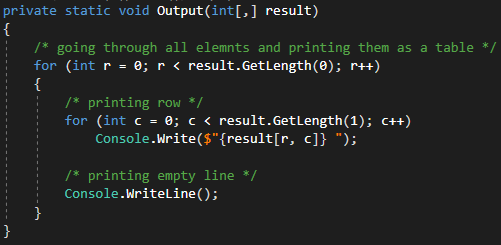 private static void Output(int[,] result)
{
    /* going through all elemnts and printing them as a table */
    for (int r = 0; r < result.GetLength(0); r++)
    {
        /* printing row */
        for (int c = 0; c < result.GetLength(1); c++)
            Console.Write($"{result[r, c]} ");

        /* printing empty line */
        Console.WriteLine();
    }
}